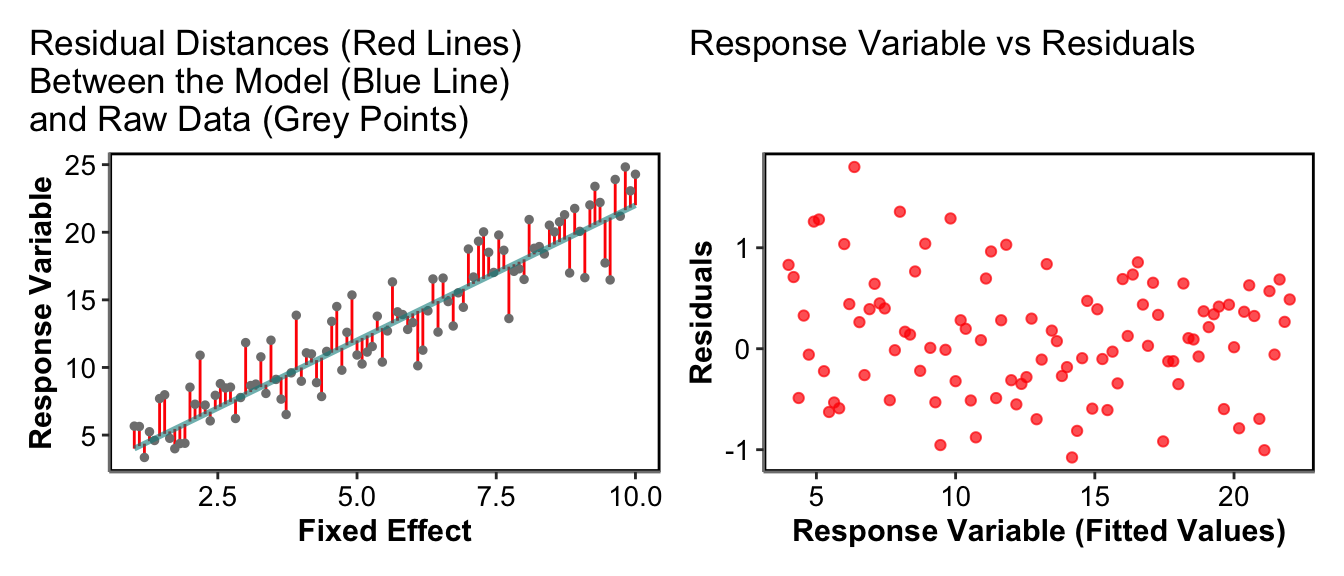 Residual Distances (Red Lines)
Between the Model (Blue Line)
and Raw Data (Grey Points)
Response Variable
25
20
15
10
5
2.5
5.0
7.5
10.0
Fixed Effect
Response Variable vs Residuals
Residuals
1
0
-1
5
10
15
20
Response Variable (Fitted Values)